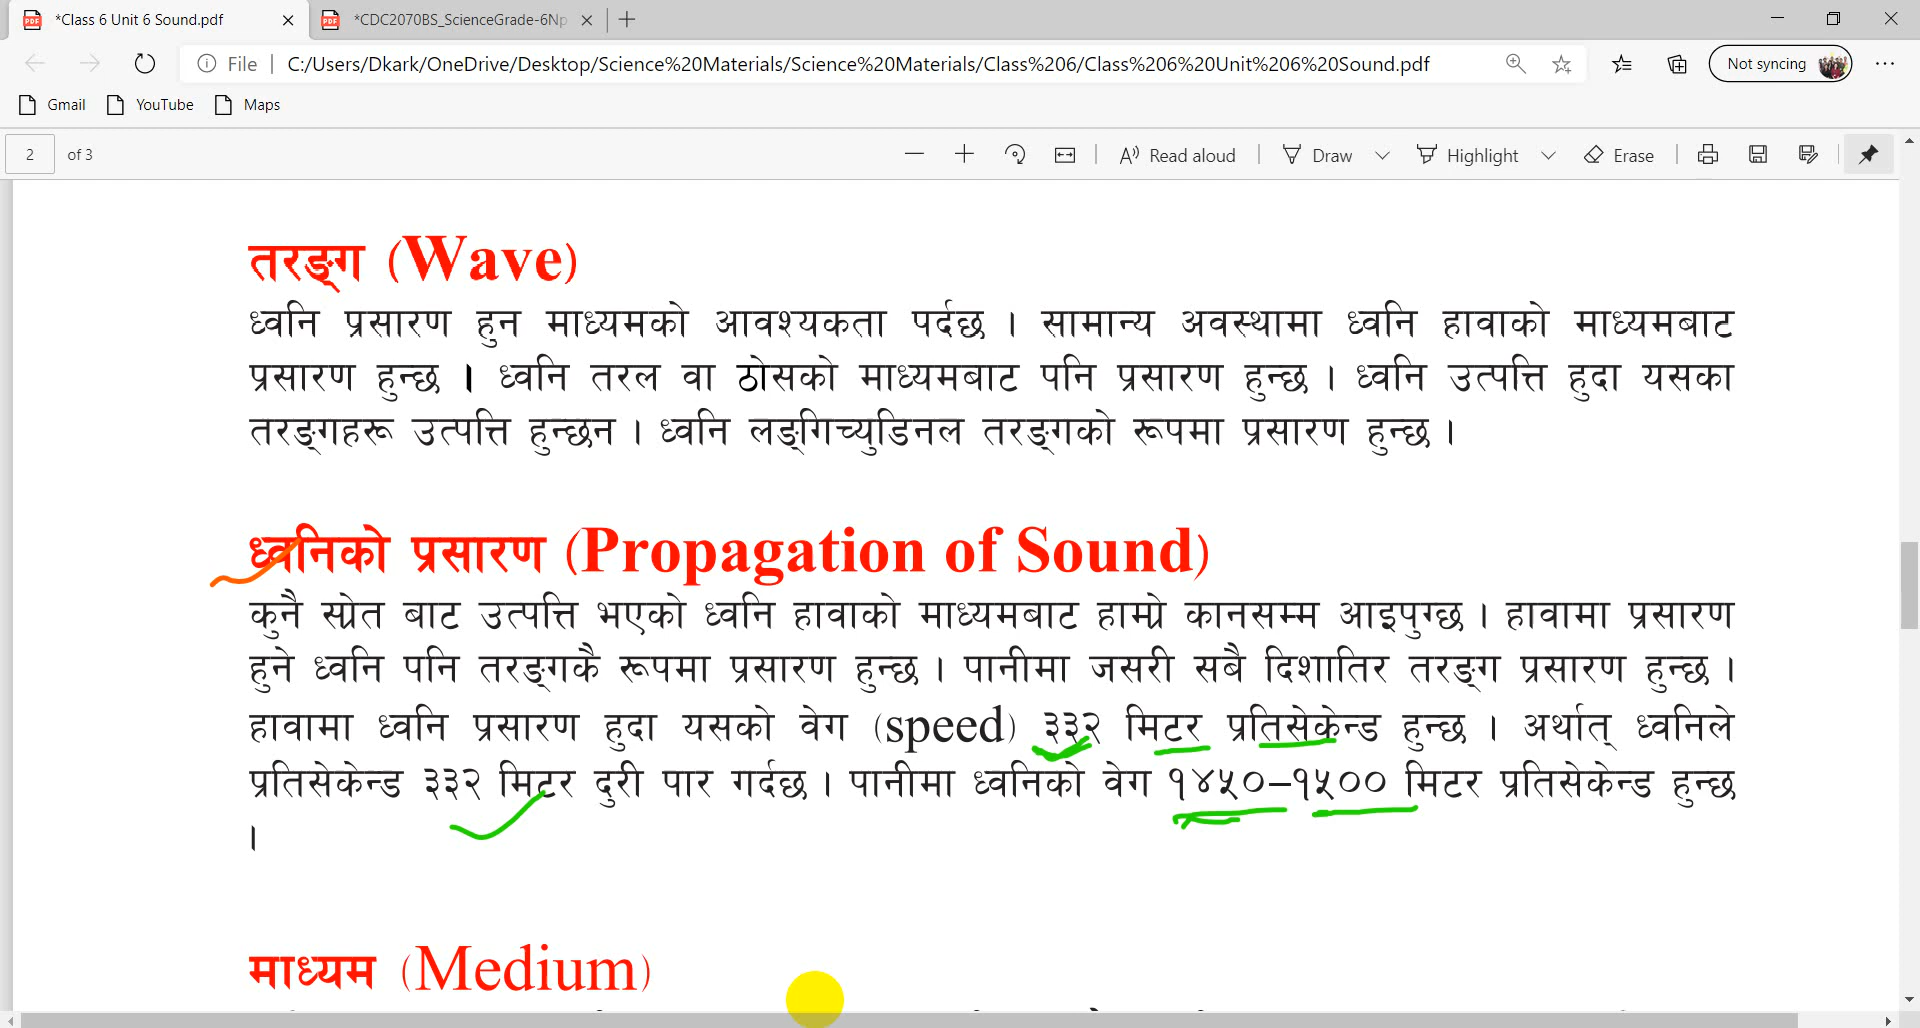 *Class 6 Unit 6 Sound.pdf
*CDC2070BS_ScienceGrade-6Np
File
C:/Users/Dkark/OneDrive/Desktop/Science%20Materials/Science%20Materials/Class%206/Class%206%20Unit%206%20Sound.pdf
Not syncing
Gmail YouTube Maps
2 of 3
Read aloud Draw Highlight Erase
तरङ्ग (Wave)
ध्वनि प्रसारण हुन माध्यमको आवश्यकता पर्दछ । सामान्य अवस्थामा ध्वनि हावाको माध्यमबाट
प्रसारण हुन्छ । ध्वनि तरल वा ठोसको माध्यमबाट पनि प्रसारण हुन्छ । ध्वनि उत्पत्ति हुदा यसका
तरङ्गहरू उत्पत्ति हुन्छन । ध्वनि लङ्गिच्युडिनल तरङ्गको रूपमा प्रसारण हुन्छ ।
ध्वनिको प्रसारण (Propagation of Sound)
कुनै स्रोत बाट उत्पत्ति भएको ध्वनि हावाको माध्यमबाट हाम्रो कानसम्म आइपुग्छ । हावामा प्रसारण
हुने ध्वनि पनि तरङ्गकै रूपमा प्रसारण हुन्छ । पानीमा जसरी सबै दिशातिर तरङ्ग प्रसारण हुन्छ ।
हावामा ध्वनि प्रसारण हुदा यसको वेग (speed) ३३२ मिटर प्रतिसेकेन्ड हुन्छ । अर्थात् ध्वनिले
प्रतिसेकेन्ड ३३२ मिटर दुरी पार गर्दछ । पानीमा ध्वनिको वेग १४५०–१५०० मिटर प्रतिसेकेन्ड हुन्छ
।
माध्यम (Medium)